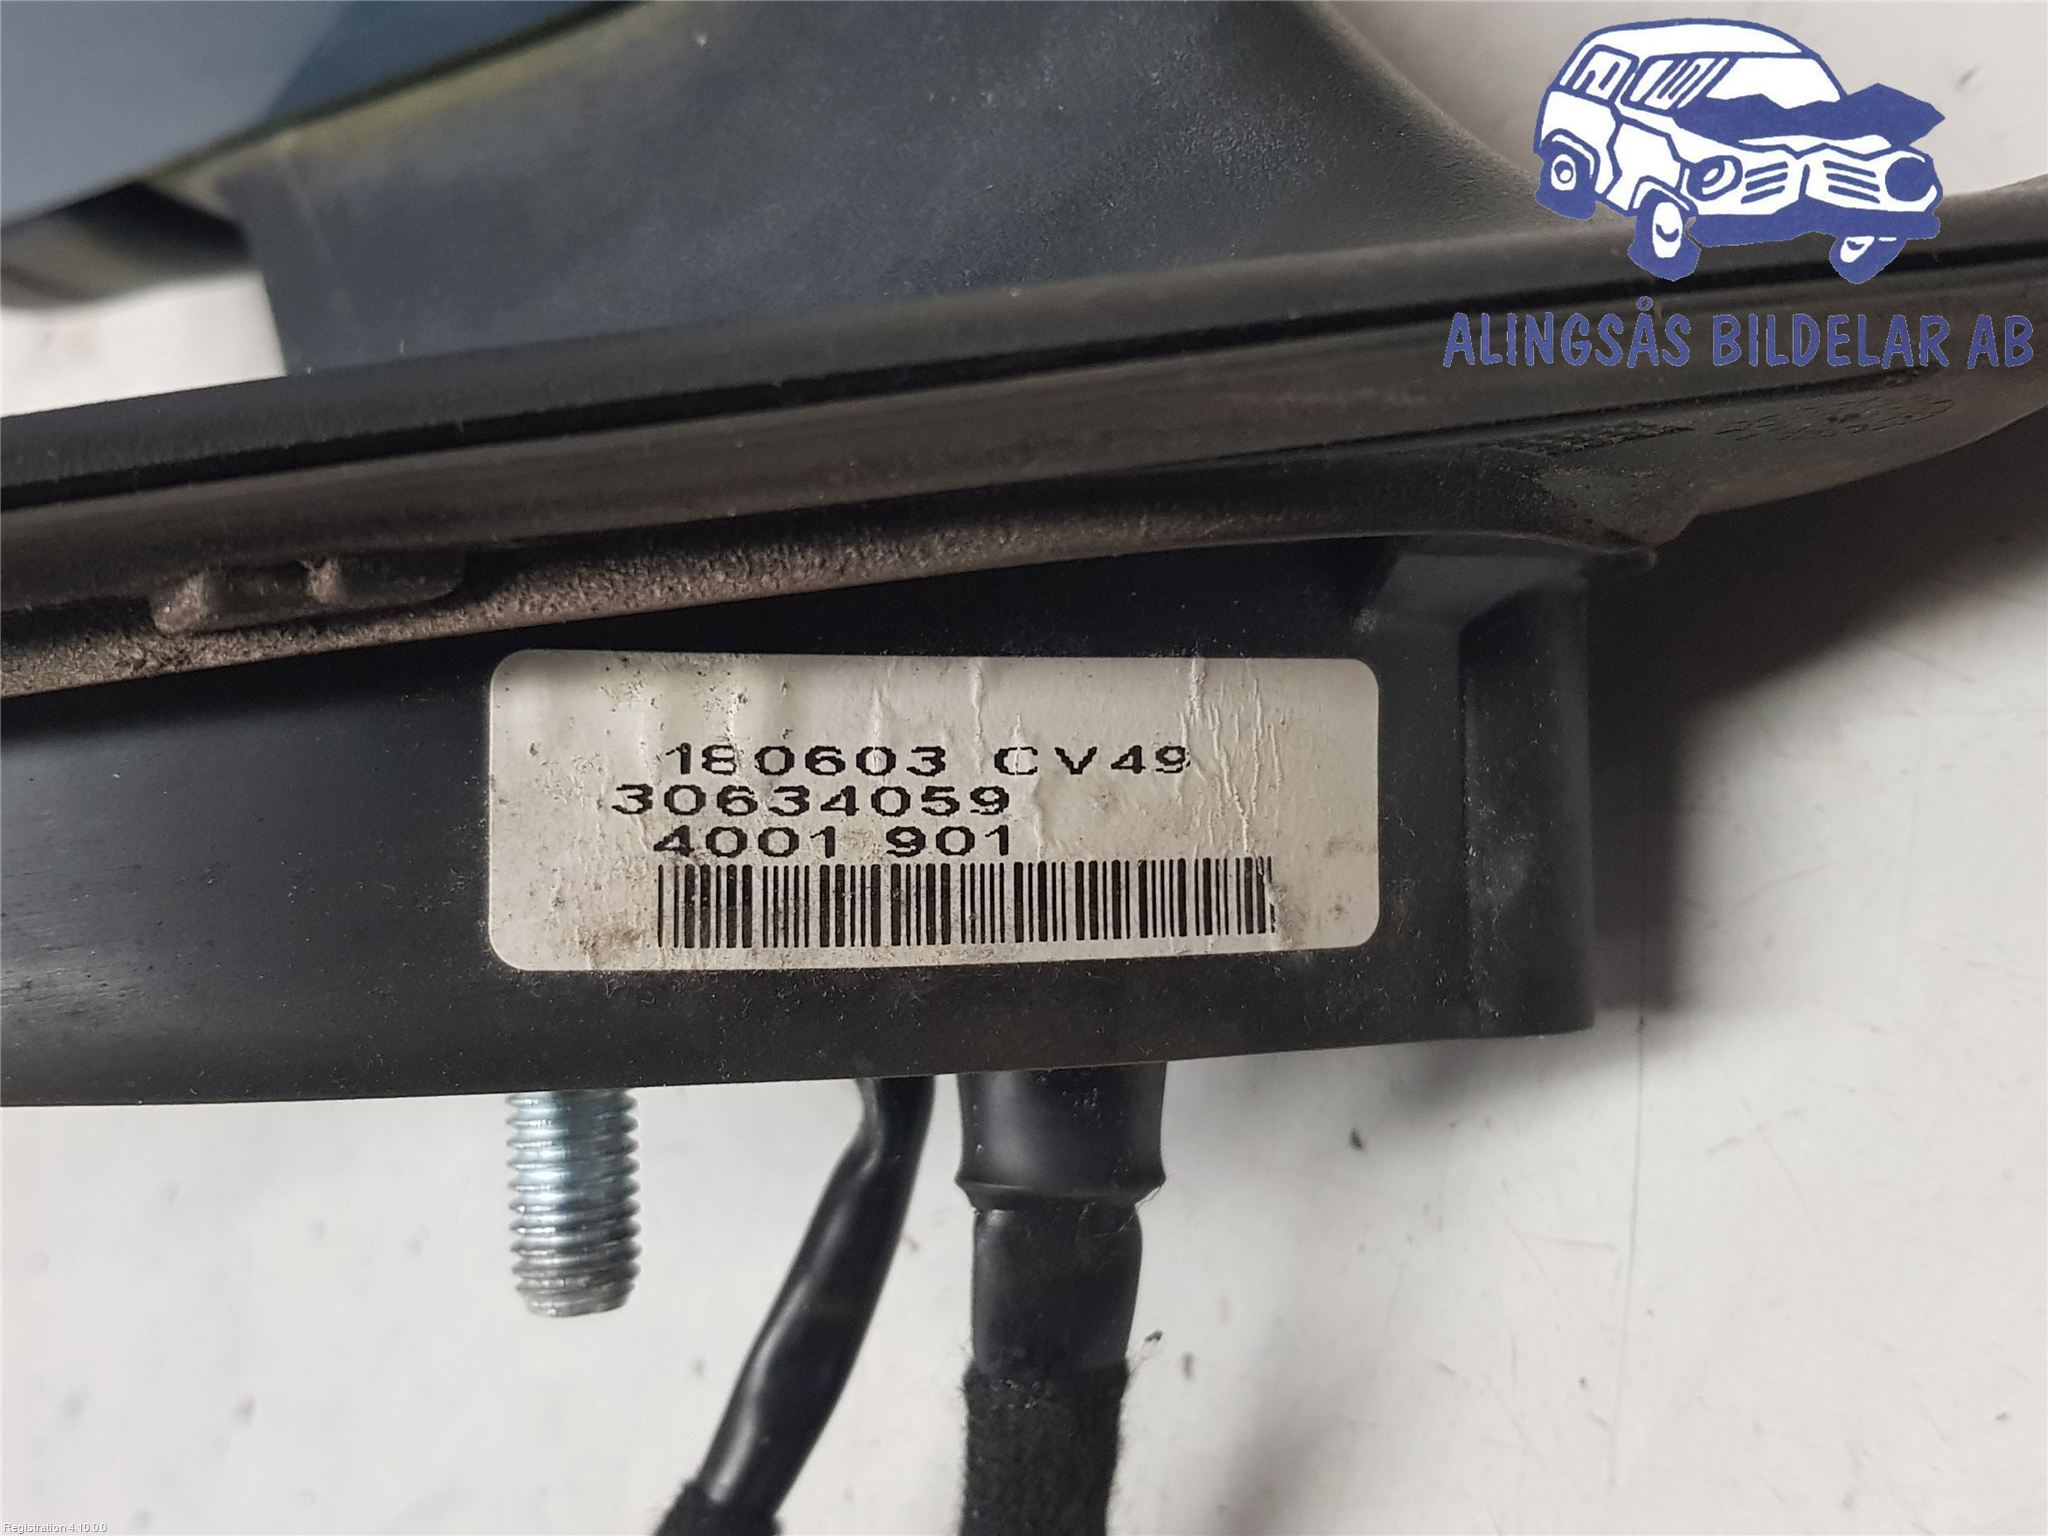 ALINGSÅS BILDELAR AB
180603 CV49
30634059
4001 901
Registration 4.10.0.0